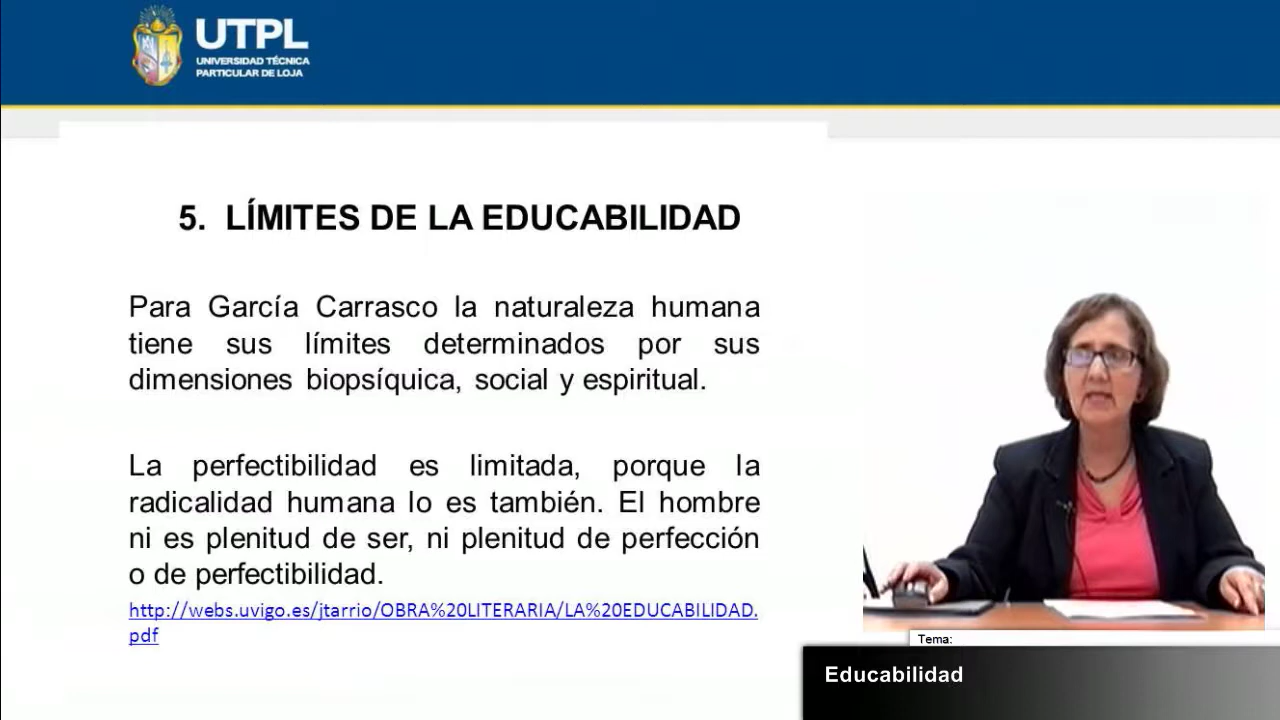 UTPL
UNIVERSIDAD TÉCNICA
PARTICULAR DE LOJA
5. LÍMITES DE LA EDUCABILIDAD
Para García Carrasco la naturaleza humana
tiene sus límites determinados por sus
dimensiones biopsíquica, social y espiritual.
La perfectibilidad es limitada, porque la
radicalidad humana lo es también. El hombre
ni es plenitud de ser, ni plenitud de perfección
o de perfectibilidad.
http://webs.uvigo.es/jtarrio/OBRA%20LITERARIA/LA%20EDUCABILIDAD.
pdf
Tema:
Educabilidad